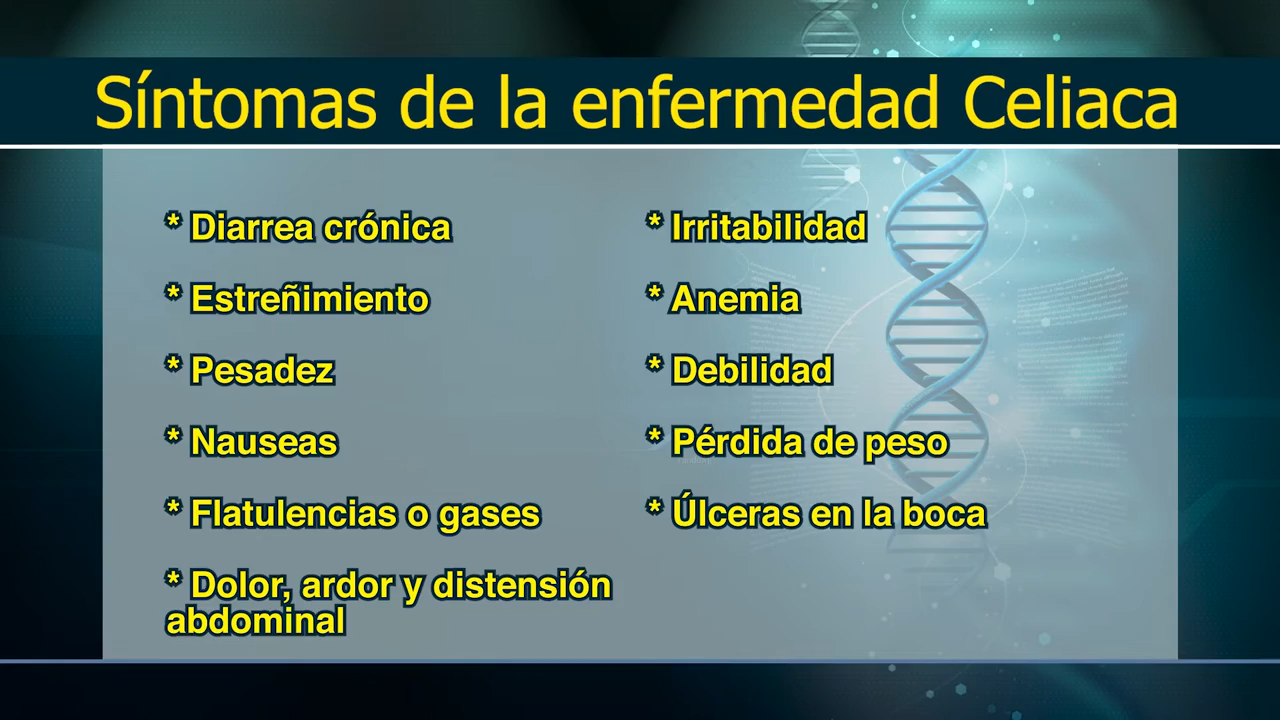 Síntomas de la enfermedad Celiaca
* Diarrea crónica
* Estreñimiento
* Pesadez
* Nauseas
* Flatulencias o gases
* Dolor, ardor y distensión
abdominal
* Irritabilidad
* Anemia
* Debilidad
* Pérdida de peso
* Úlceras en la boca